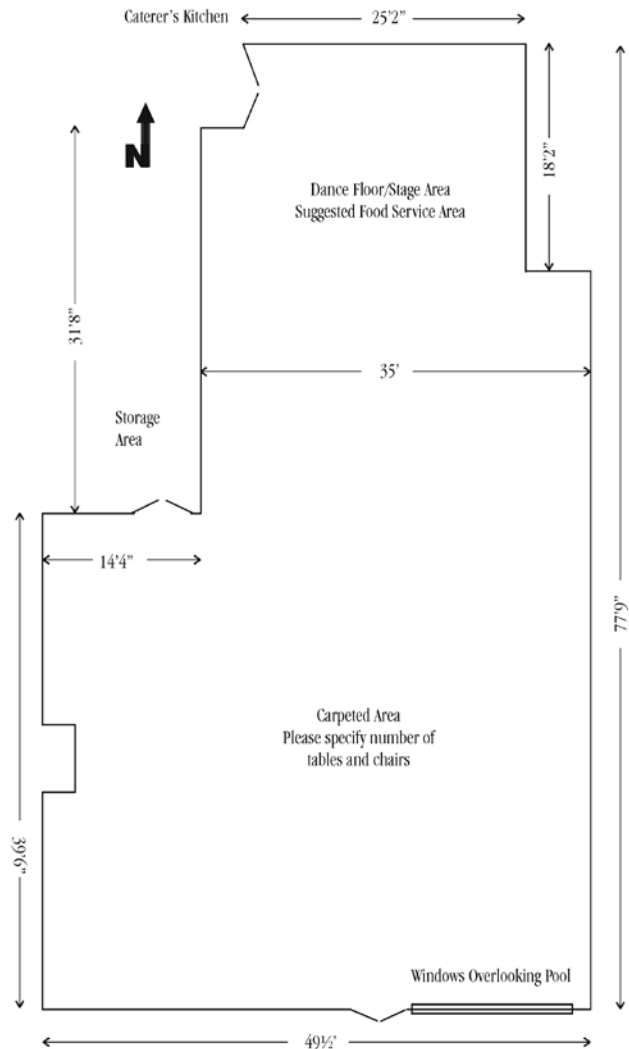 Caterer's Kitchen
25'2"
N
18'2"
Dance Floor/Stage Area
Suggested Food Service Area
31'8"
35'
Storage
Area
14'4"
77'9"
Carpeted Area
Please specify number of
tables and chairs
39'6"
Windows Overlooking Pool
49½'